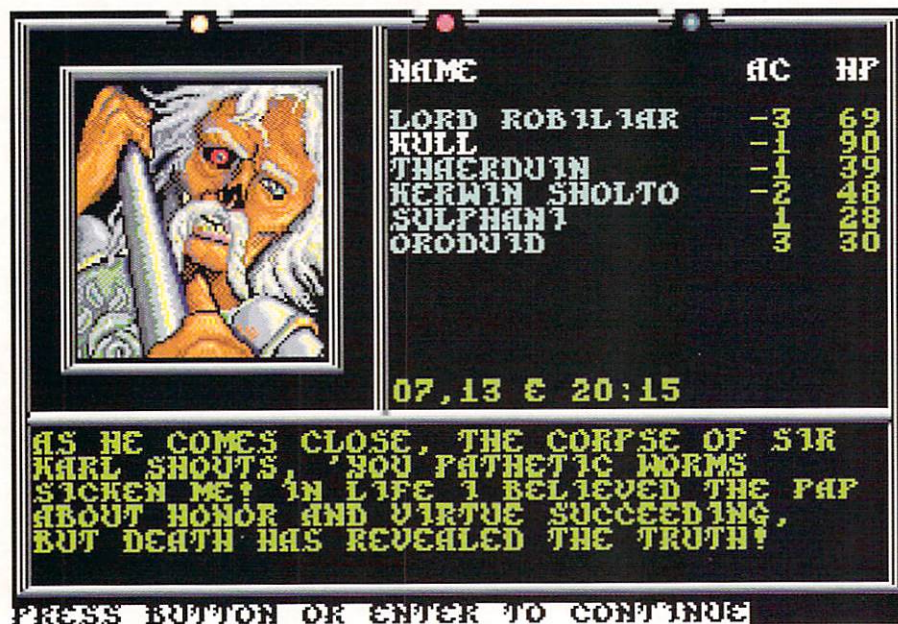 NAME AC HP
LORD ROBILIAR -3 69
KULL -1 90
THAERDUIN -1 39
KERWIN SHOLTO -2 48
SULPHANI 1 28
ORODUID 3 30
07,13 E 20:15
AS HE COMES CLOSE, THE CORPSE OF SIR
KARL SHOUTS, 'YOU PATHETIC WORMS
SICKEN ME! IN LIFE I BELIEVED THE PAP
ABOUT HONOR AND VIRTUE SUCCEEDING,
BUT DEATH HAS REVEALED THE TRUTH!
PRESS BUTTON OR ENTER TO CONTINUE